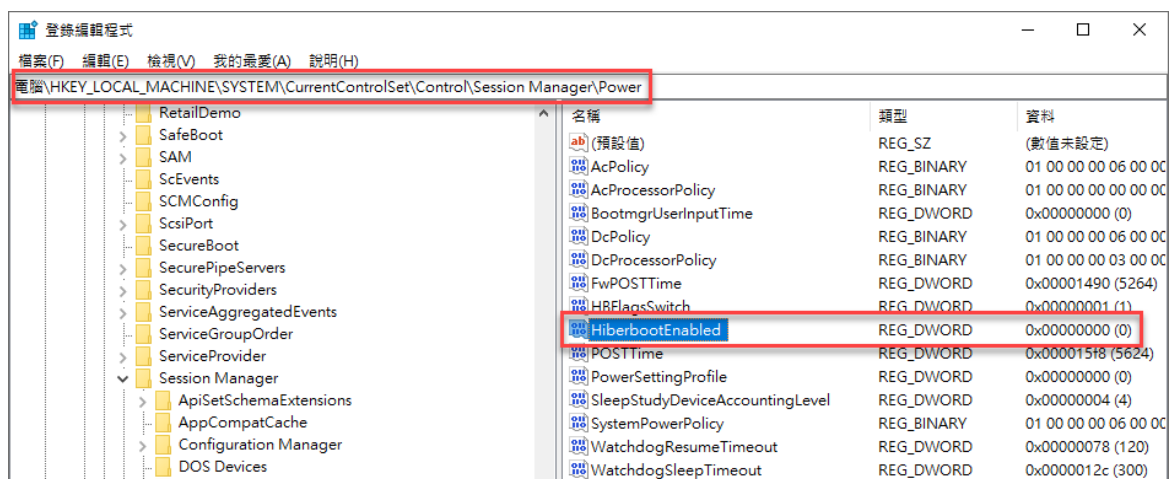 登錄編輯程式
檔案(F) 編輯(E) 檢視(V) 我的最愛(A) 說明(H)
電腦\HKEY_LOCAL_MACHINE\SYSTEM\CurrentControlSet\Control\Session Manager\Power
RetailDemo
SafeBoot
SAM
ScEvents
SCMConfig
ScsiPort
SecureBoot
SecurePipeServers
SecurityProviders
ServiceAggregatedEvents
ServiceGroupOrder
ServiceProvider
Session Manager
ApiSetSchemaExtensions
AppCompatCache
Configuration Manager
DOS Devices
名稱 類型 資料
(預設值) REG_SZ (數值未設定)
AcPolicy REG_BINARY 01 00 00 00 06 00 00
AcProcessorPolicy REG_BINARY 01 00 00 00 00 00 00
BootmgrUserInputTime REG_DWORD 0x00000000 (0)
DcPolicy REG_BINARY 01 00 00 00 06 00 00
DcProcessorPolicy REG_BINARY 01 00 00 00 03 00 00
FwPOSTTime REG_DWORD 0x00001490 (5264)
HBFlagsSwitch REG_DWORD 0x00000001 (1)
HiberbootEnabled REG_DWORD 0x00000000 (0)
POSTTime REG_DWORD 0x000015f8 (5624)
PowerSettingProfile REG_DWORD 0x00000000 (0)
SleepStudyDeviceAccountingLevel REG_DWORD 0x00000004 (4)
SystemPowerPolicy REG_BINARY 01 00 00 00 06 00 00
WatchdogResumeTimeout REG_DWORD 0x00000078 (120)
WatchdogSleepTimeout REG_DWORD 0x0000012c (300)